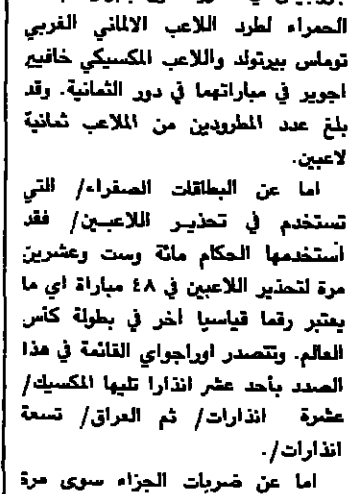 الحمراء لطرد اللاعب الالماني الغربي
توماس بيرتولد واللاعب المكسيكي خافيير
اجوير في مباراتهما في دور الثمانية. وقد
بلغ عدد المطرودين من الملاعب ثمانية
لاعبين.
اما عن البطاقات الصفراء/ التي
تستخدم في تحذير اللاعبين/ فقد
استخدمها الحكام مائة وست وعشرين
مرة لتحذير اللاعبين في ٤٨ مباراة اي ما
يعتبر رقما قياسيا آخر في بطولة كأس
العالم. وتتصدر اوراجواي القائمة في هذا
الصدد بأحد عشر انذارا تليها المكسيك/
عشرة انذارات/ ثم العراق/ تسعة
انذارات/.
اما عن ضربات الجزاء سوى مرة